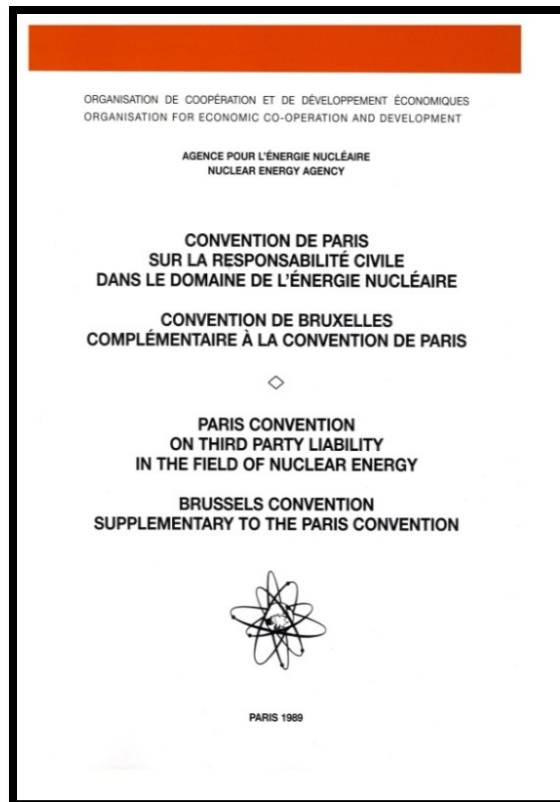 ORGANISATION DE COOPÉRATION ET DE DÉVELOPPEMENT ÉCONOMIQUES
ORGANISATION FOR ECONOMIC CO-OPERATION AND DEVELOPMENT
AGENCE POUR L'ÉNERGIE NUCLÉAIRE
NUCLEAR ENERGY AGENCY
CONVENTION DE PARIS
SUR LA RESPONSABILITÉ CIVILE
DANS LE DOMAINE DE L'ÉNERGIE NUCLÉAIRE
CONVENTION DE BRUXELLES
COMPLÉMENTAIRE À LA CONVENTION DE PARIS
PARIS CONVENTION
ON THIRD PARTY LIABILITY
IN THE FIELD OF NUCLEAR ENERGY
BRUSSELS CONVENTION
SUPPLEMENTARY TO THE PARIS CONVENTION
PARIS 1989